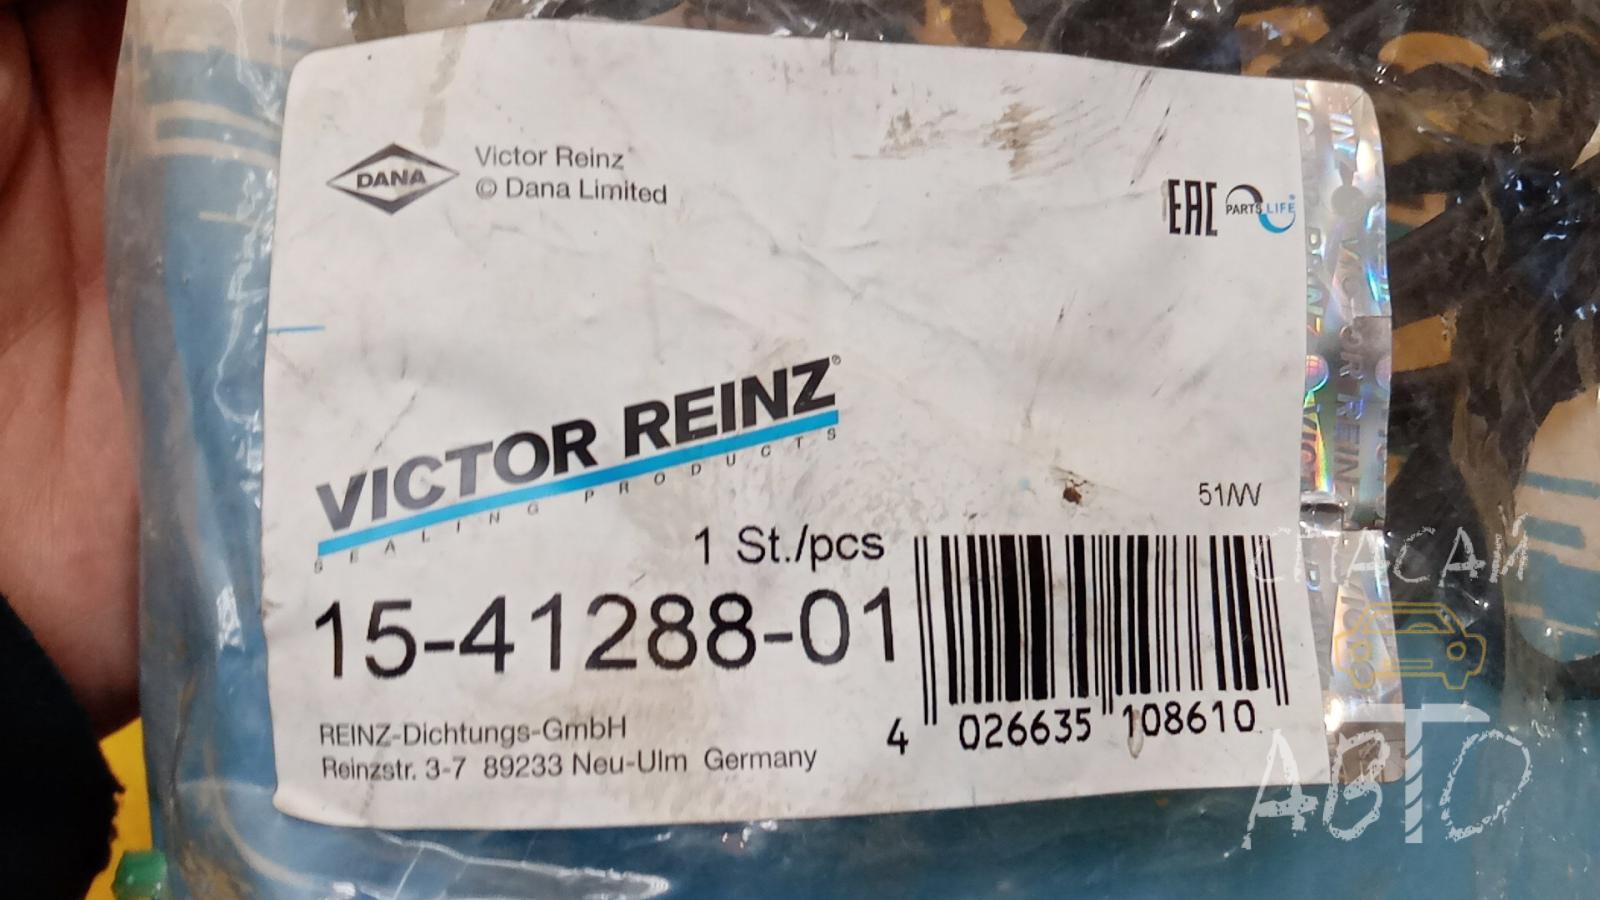 DANA
Victor Reinz
© Dana Limited
EAC
PARTS LIFE®
VICTOR REINZ®
SEALING PRODUCTS
51/VV
1 St./pcs
15-41288-01
4 026635 108610
REINZ-Dichtungs-GmbH
Reinzstr. 3-7 89233 Neu-Ulm Germany
СПАСАЙ
АВТО